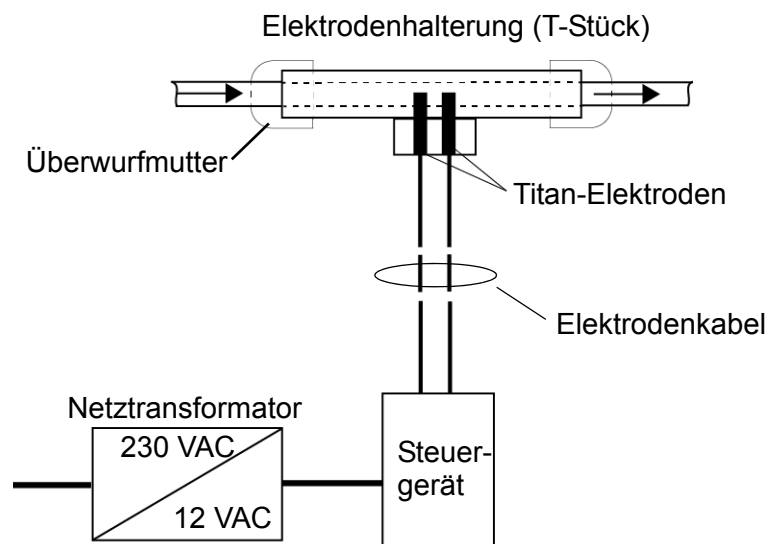 Elektrodenhalterung (T-Stück)
Überwurfmutter
Titan-Elektroden
Elektrodenkabel
Netztransformator
230 VAC
12 VAC
Steuer-
gerät